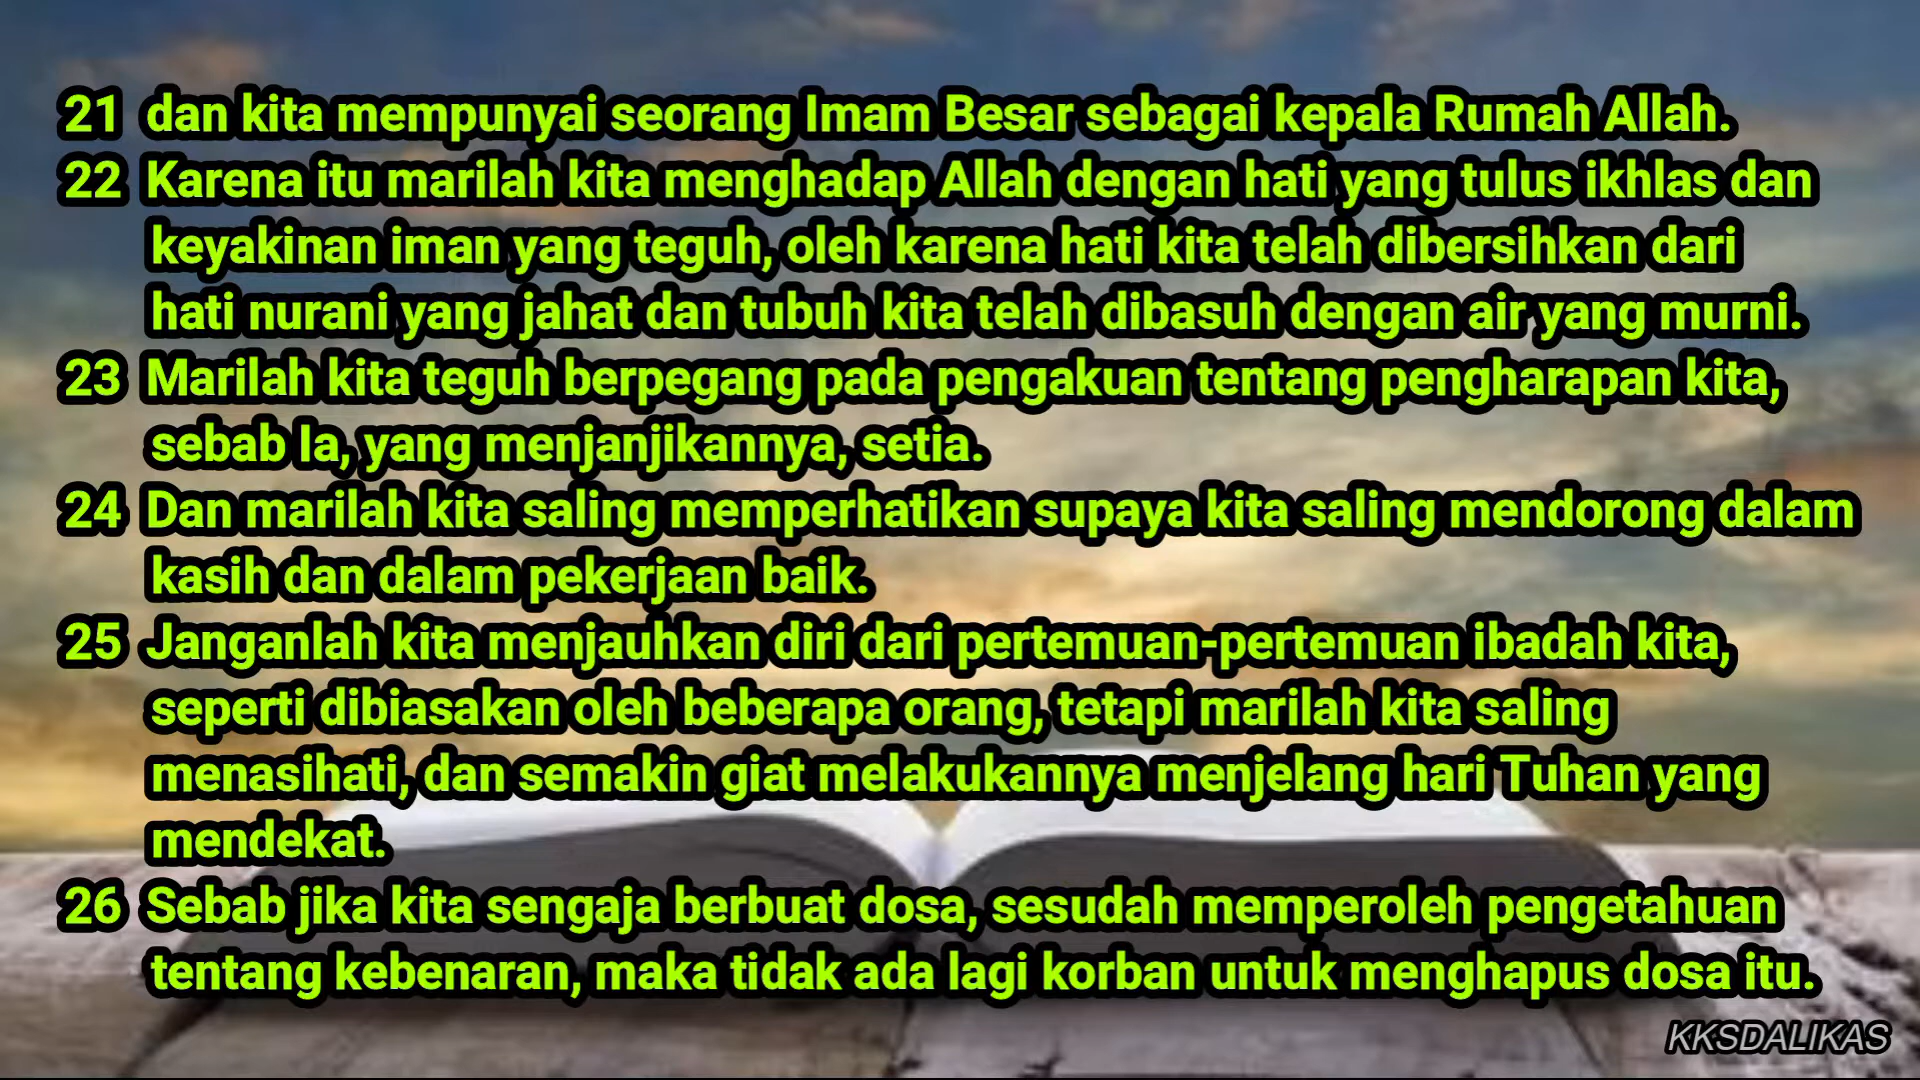 21 dan kita mempunyai seorang Imam Besar sebagai kepala Rumah Allah.
22 Karena itu marilah kita menghadap Allah dengan hati yang tulus ikhlas dan
keyakinan iman yang teguh, oleh karena hati kita telah dibersihkan dari
hati nurani yang jahat dan tubuh kita telah dibasuh dengan air yang murni.
23 Marilah kita teguh berpegang pada pengakuan tentang pengharapan kita,
sebab Ia, yang menjanjikannya, setia.
24 Dan marilah kita saling memperhatikan supaya kita saling mendorong dalam
kasih dan dalam pekerjaan baik.
25 Janganlah kita menjauhkan diri dari pertemuan-pertemuan ibadah kita,
seperti dibiasakan oleh beberapa orang, tetapi marilah kita saling
menasihati, dan semakin giat melakukannya menjelang hari Tuhan yang
mendekat.
26 Sebab jika kita sengaja berbuat dosa, sesudah memperoleh pengetahuan
tentang kebenaran, maka tidak ada lagi korban untuk menghapus dosa itu.
KKSDALIKAS